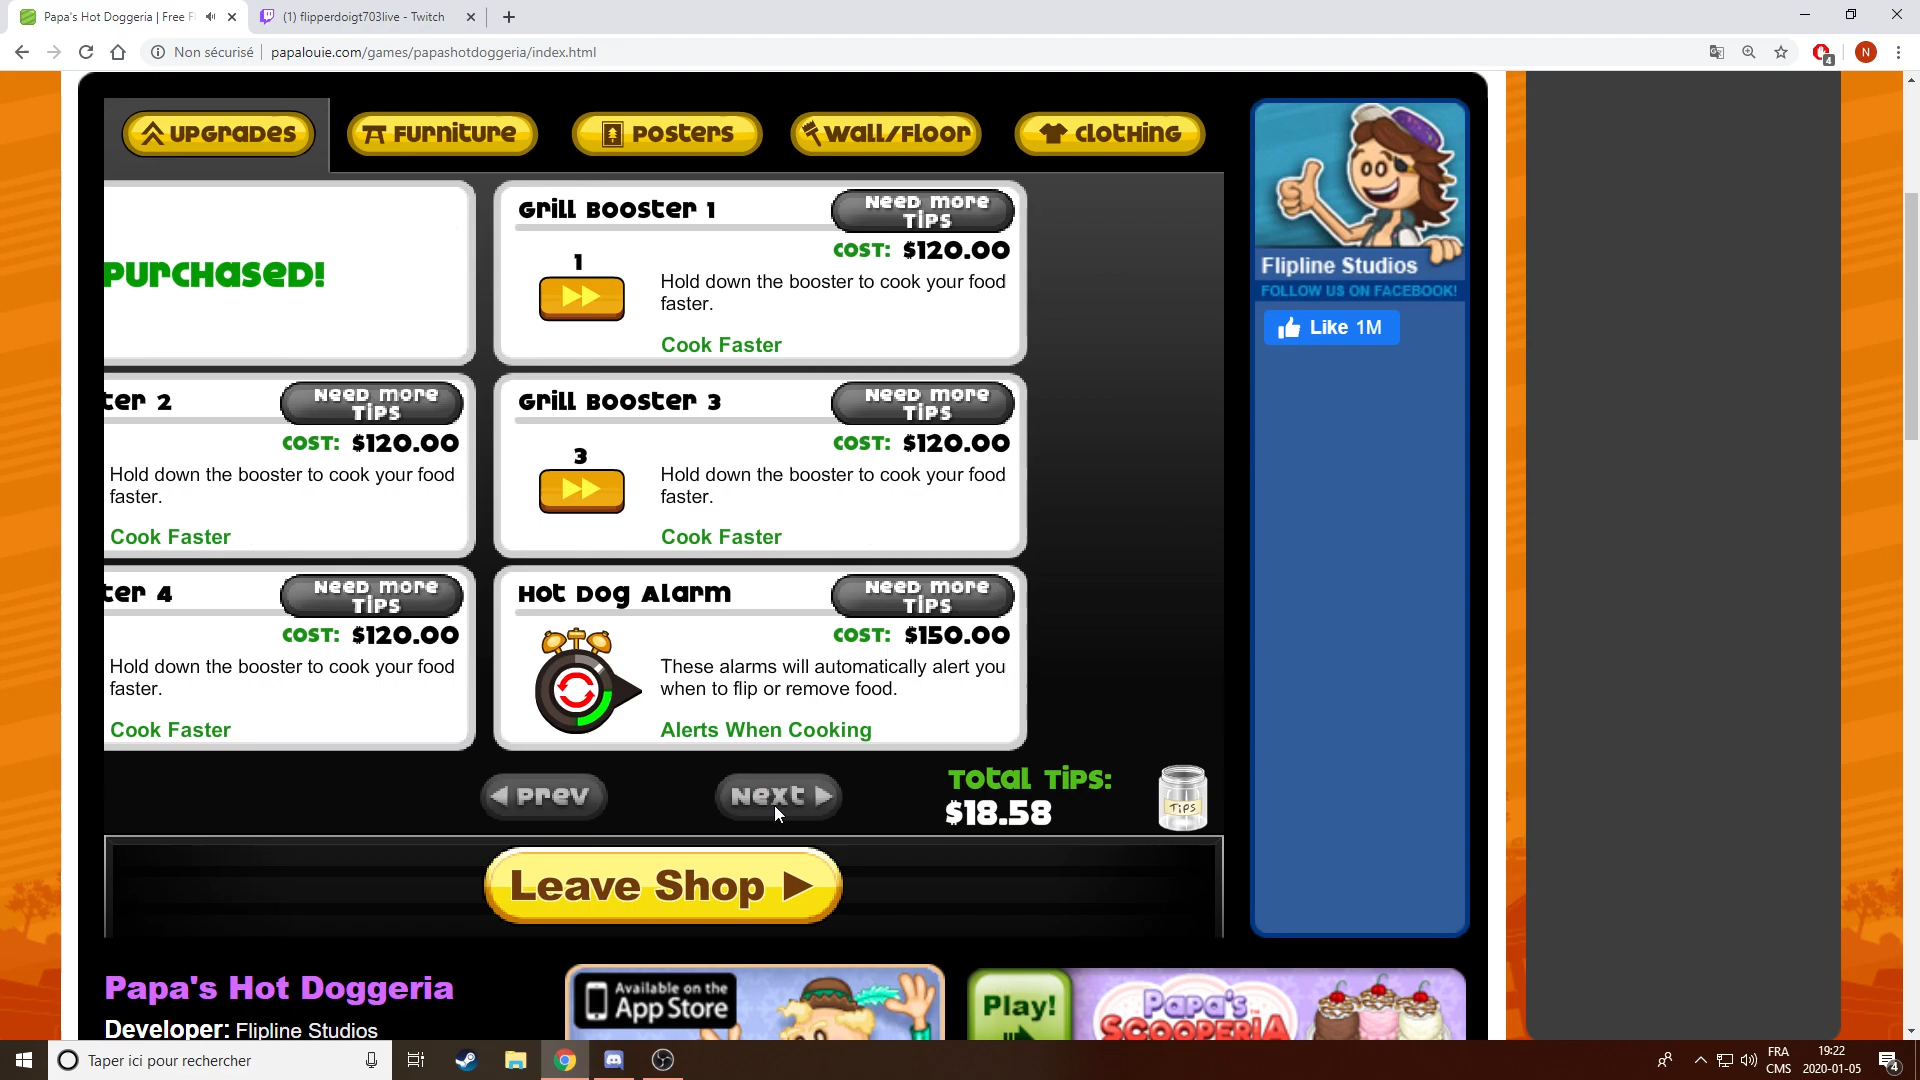 Papa's Hot Doggeria | Free Fl
(1) flipperdoigt703live - Twitch
Non sécurisé
papalouie.com/games/papashotdoggeria/index.html
4
N
UPGRADES
FURNITURE
POSTERS
WALL/FLOOR
CLOTHING
PURCHASED!
Grill Booster 1
NEED MORE TIPS
COST: $120.00
1
Hold down the booster to cook your food
faster.
Cook Faster
ter 2
NEED MORE TIPS
COST: $120.00
Hold down the booster to cook your food
faster.
Cook Faster
Grill Booster 3
NEED MORE TIPS
COST: $120.00
3
Hold down the booster to cook your food
faster.
Cook Faster
ter 4
NEED MORE TIPS
COST: $120.00
Hold down the booster to cook your food
faster.
Cook Faster
Hot Dog Alarm
NEED MORE TIPS
COST: $150.00
These alarms will automatically alert you
when to flip or remove food.
Alerts When Cooking
Prev
Next
Total Tips:
$18.58
TIPS
Leave Shop
Flipline Studios
FOLLOW US ON FACEBOOK!
Like 1M
Papa's Hot Doggeria
Developer: Flipline Studios
Available on the
App Store
Play!
Papa's
SCOOPERIA
Taper ici pour rechercher
FRA
CMS
19:22
2020-01-05
4